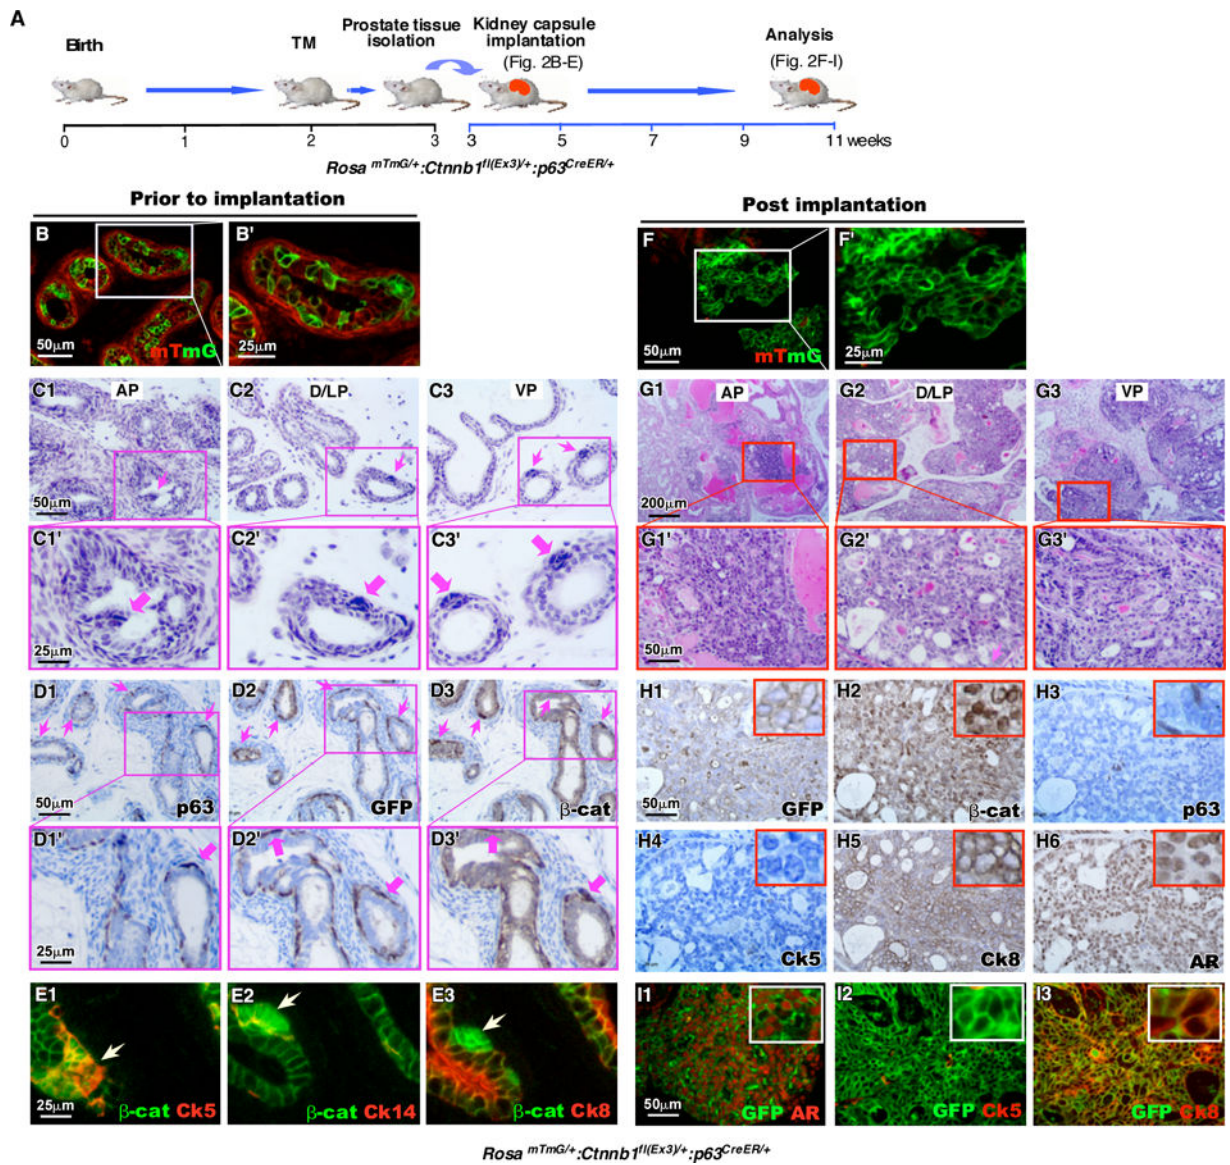 A
Birth
TM
Prostate tissue
isolation
Kidney capsule
implantation
(Fig. 2B-E)
Analysis
(Fig. 2F-I)
0 1 2 3 3 5 7 9 11 weeks
Rosa mTmG/+:Ctnnb1fl(Ex3)/+:p63CreER/+
Prior to implantation
Post implantation
B B' F F'
50μm mTmG 25μm 50μm mTmG 25μm
C1 AP C2 D/LP C3 VP G1 AP G2 D/LP G3 VP
50μm 200μm
C1' C2' C3' G1' G2' G3'
25μm 50μm
D1 D2 D3 H1 H2 H3
50μm p63 GFP β-cat 50μm GFP β-cat p63
D1' D2' D3' H4 H5 H6
25μm Ck5 Ck8 AR
E1 E2 E3 I1 I2 I3
25μm β-cat Ck5 β-cat Ck14 β-cat Ck8 50μm GFP AR GFP Ck5 GFP Ck8
Rosa mTmG/+:Ctnnb1fl(Ex3)/+:p63CreER/+